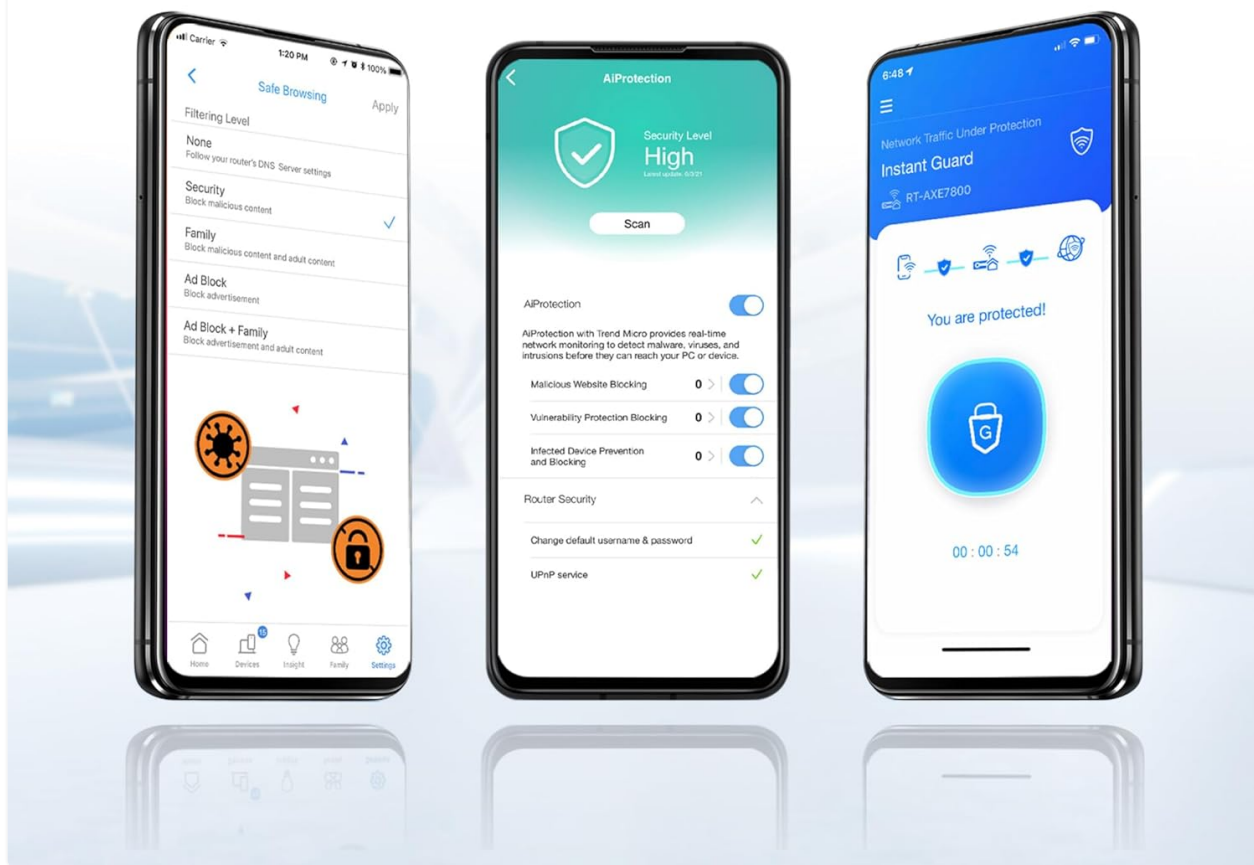 Carrier
1:20 PM
100%
Safe Browsing
Apply
Filtering Level
None
Follow your router's DNS Server settings
Security
Block malicious content
Family
Block malicious content and adult content
Ad Block
Block advertisement
Ad Block + Family
Block advertisement and adult content
15
Home
Devices
Insight
Family
Settings
AiProtection
Security Level
High
Latest update: 8/3/21
Scan
AiProtection
AiProtection with Trend Micro provides real-time
network monitoring to detect malware, viruses, and
intrusions before they can reach your PC or device.
Malicious Website Blocking 0
Vulnerability Protection Blocking 0
Infected Device Prevention
and Blocking 0
Router Security
Change default username & password
UPnP service
6:48
Network Traffic Under Protection
Instant Guard
RT-AXE7800
You are protected!
G
00 : 00 : 54